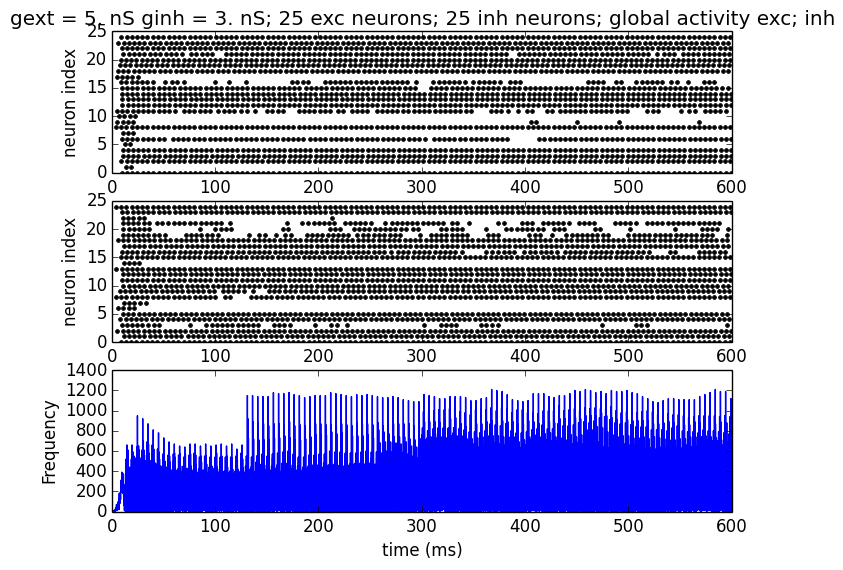 gext = 5. nS ginh = 3. nS; 25 exc neurons; 25 inh neurons; global activity exc; inh
25
20
15
10
5
0
neuron index
0 100 200 300 400 500 600
25
20
15
10
5
0
neuron index
0 100 200 300 400 500 600
1400
1200
1000
800
600
400
200
0
Frequency
0 100 200 300 400 500 600
time (ms)